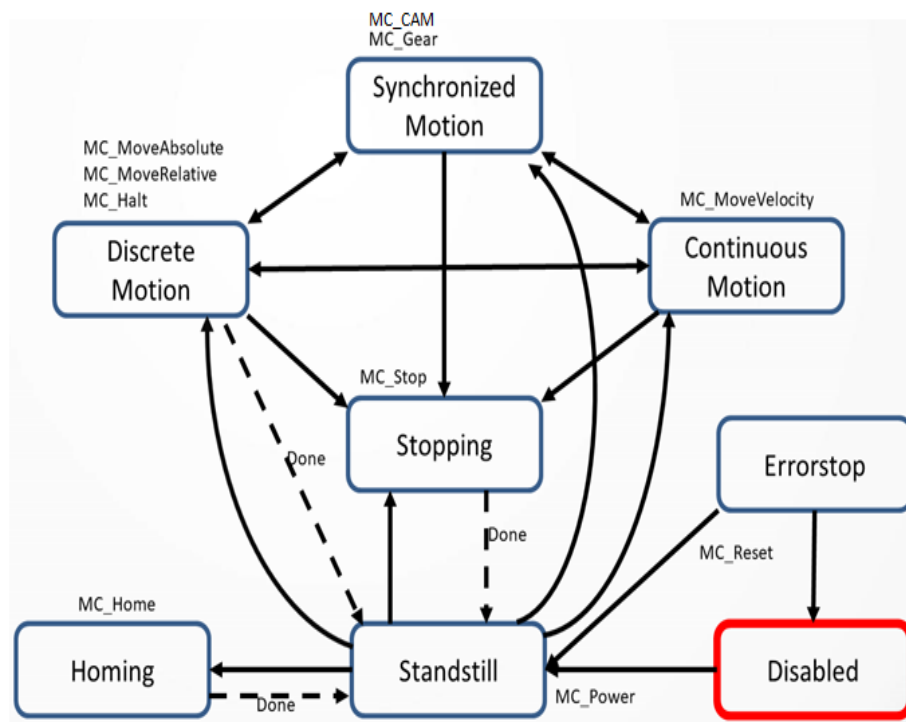 MC_CAM
MC_Gear
Synchronized
Motion
MC_MoveAbsolute
MC_MoveRelative
MC_Halt
MC_MoveVelocity
Discrete
Motion
Continuous
Motion
MC_Stop
Stopping
Errorstop
Done
Done
MC_Reset
MC_Home
Homing
Standstill
Disabled
Done
MC_Power